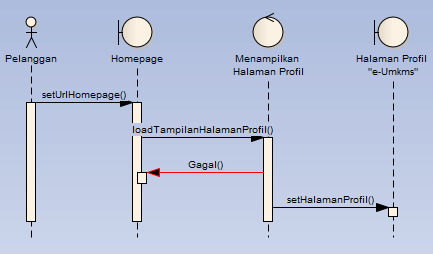 Pelanggan
Homepage
Menampilkan
Halaman Profil
Halaman Profil
"e-Umkms"
setUrlHomepage()
loadTampilanHalamanProfil()
Gagal()
setHalamanProfil()